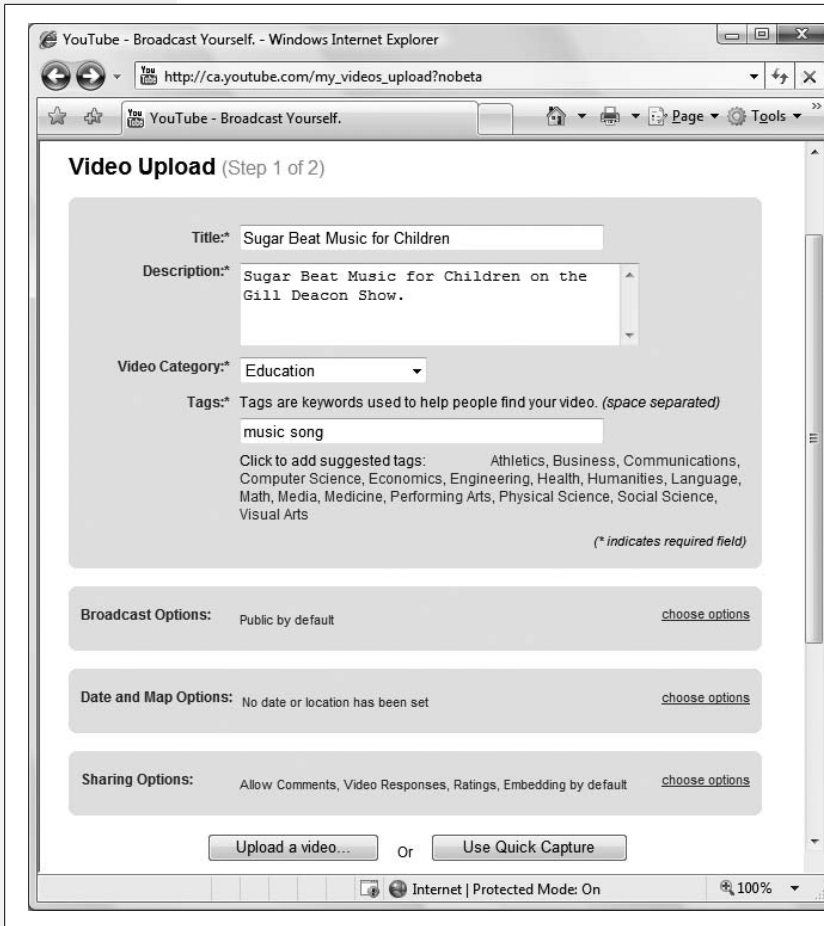 YouTube - Broadcast Yourself. - Windows Internet Explorer
You Tube http://ca.youtube.com/my_videos_upload?nobeta
You Tube YouTube - Broadcast Yourself. Page Tools »
Video Upload (Step 1 of 2)
Title:* Sugar Beat Music for Children
Description:* Sugar Beat Music for Children on the
Gill Deacon Show.
Video Category:* Education
Tags:* Tags are keywords used to help people find your video. (space separated)
music song
Click to add suggested tags: Athletics, Business, Communications,
Computer Science, Economics, Engineering, Health, Humanities, Language,
Math, Media, Medicine, Performing Arts, Physical Science, Social Science,
Visual Arts
(* indicates required field)
Broadcast Options: Public by default choose options
Date and Map Options: No date or location has been set choose options
Sharing Options: Allow Comments, Video Responses, Ratings, Embedding by default choose options
Upload a video... Or Use Quick Capture
Internet | Protected Mode: On 100%